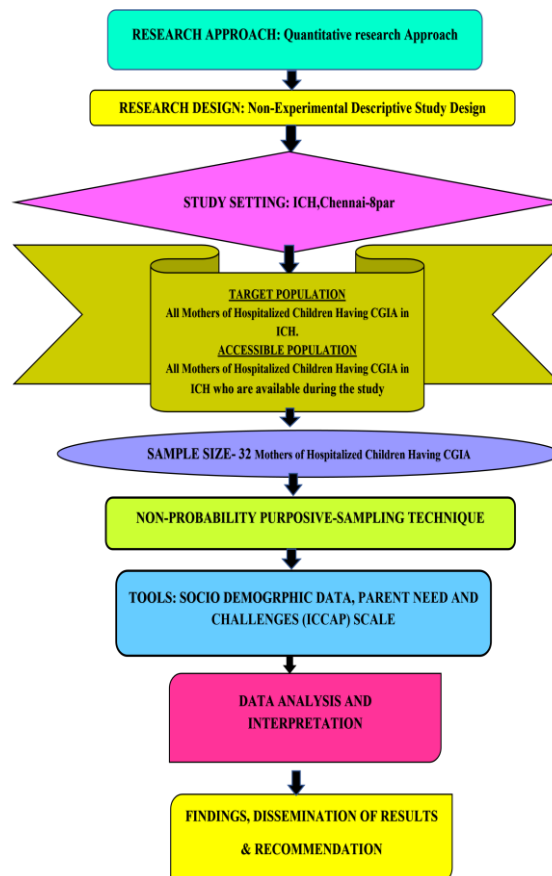 RESEARCH APPROACH: Quantitative research Approach
RESEARCH DESIGN: Non-Experimental Descriptive Study Design
STUDY SETTING: ICH,Chennai-8par
TARGET POPULATION
All Mothers of Hospitalized Children Having CGIA in
ICH.
ACCESSIBLE POPULATION
All Mothers of Hospitalized Children Having CGIA in
ICH who are available during the study
SAMPLE SIZE- 32 Mothers of Hospitalized Children Having CGIA
NON-PROBABILITY PURPOSIVE-SAMPLING TECHNIQUE
TOOLS: SOCIO DEMOGRPHIC DATA, PARENT NEED AND
CHALLENGES (ICCAP) SCALE
DATA ANALYSIS AND
INTERPRETATION
FINDINGS, DISSEMINATION OF RESULTS
& RECOMMENDATION